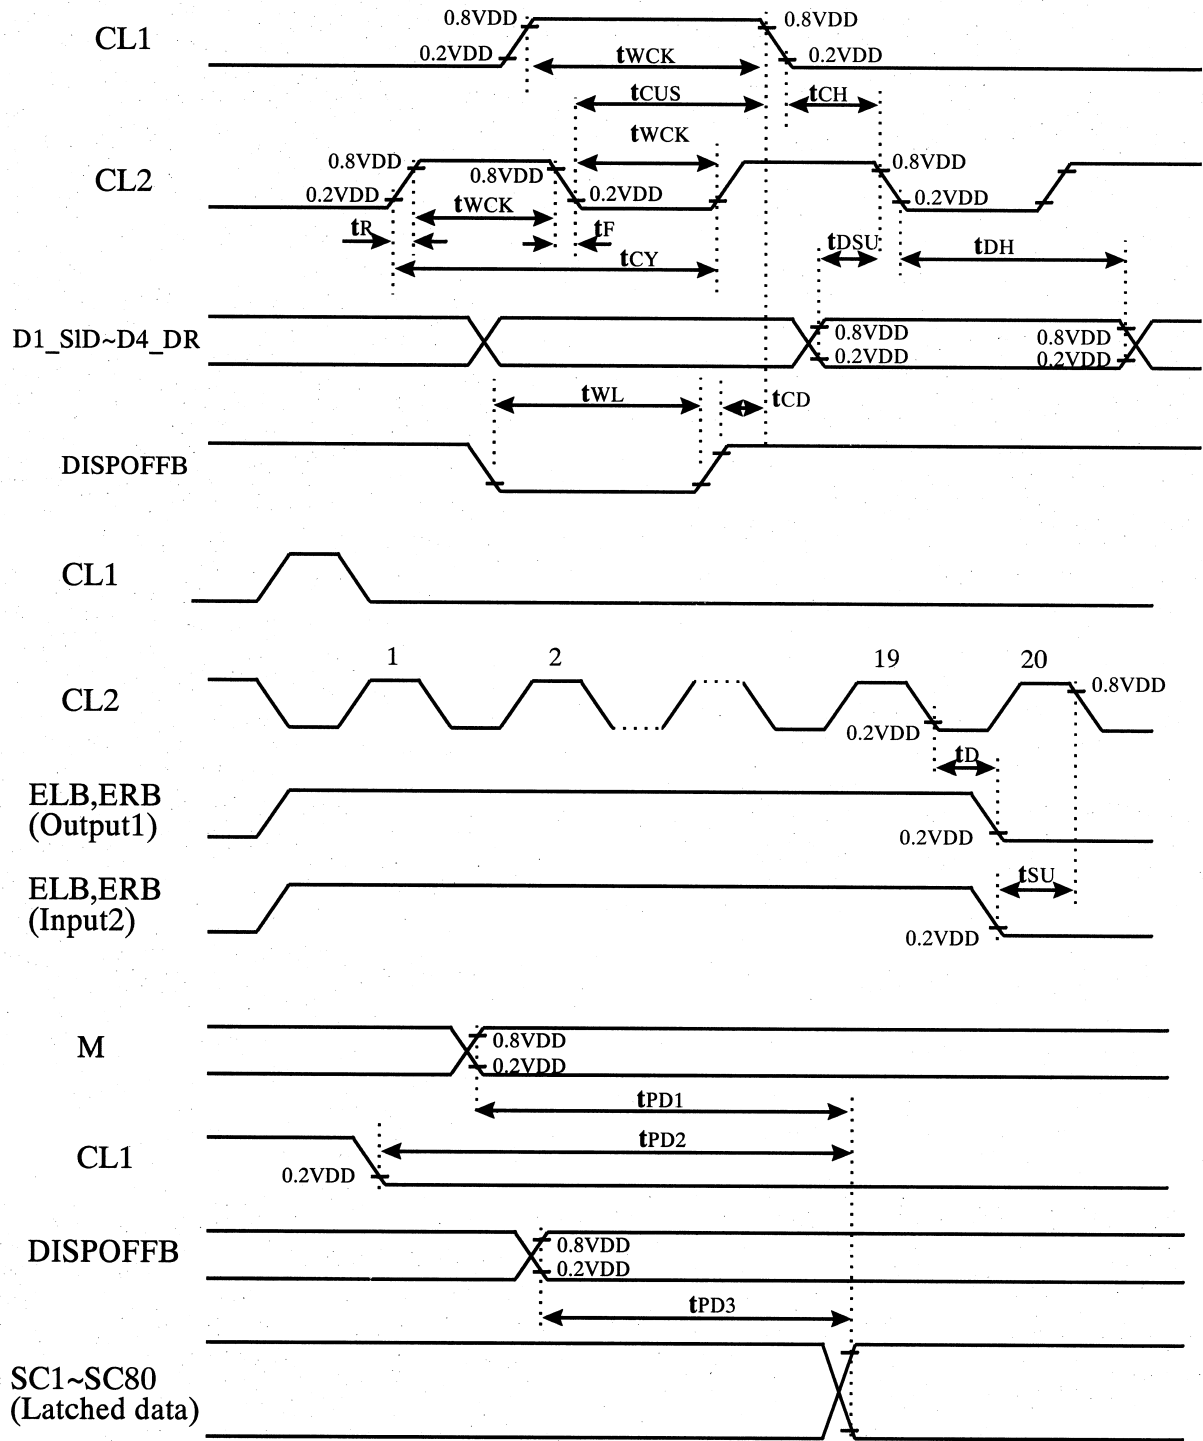 0.8VDD 0.8VDD
CL1
0.2VDD tWCK 0.2VDD
tCUS tCH
tWCK
0.8VDD 0.8VDD 0.8VDD
CL2
0.2VDD tWCK 0.2VDD 0.2VDD
tR tF tDSU tDH
tCY
D1_SID~D4_DR 0.8VDD 0.8VDD
0.2VDD 0.2VDD
tWL tCD
DISPOFFB
CL1
1 2 19 20
CL2 0.8VDD
0.2VDD
tD
ELB,ERB
(Output1) 0.2VDD
ELB,ERB tSU
(Input2)
0.2VDD
M 0.8VDD
0.2VDD
tPD1
tPD2
CL1
0.2VDD
DISPOFFB 0.8VDD
0.2VDD
tPD3
SC1~SC80
(Latched data)